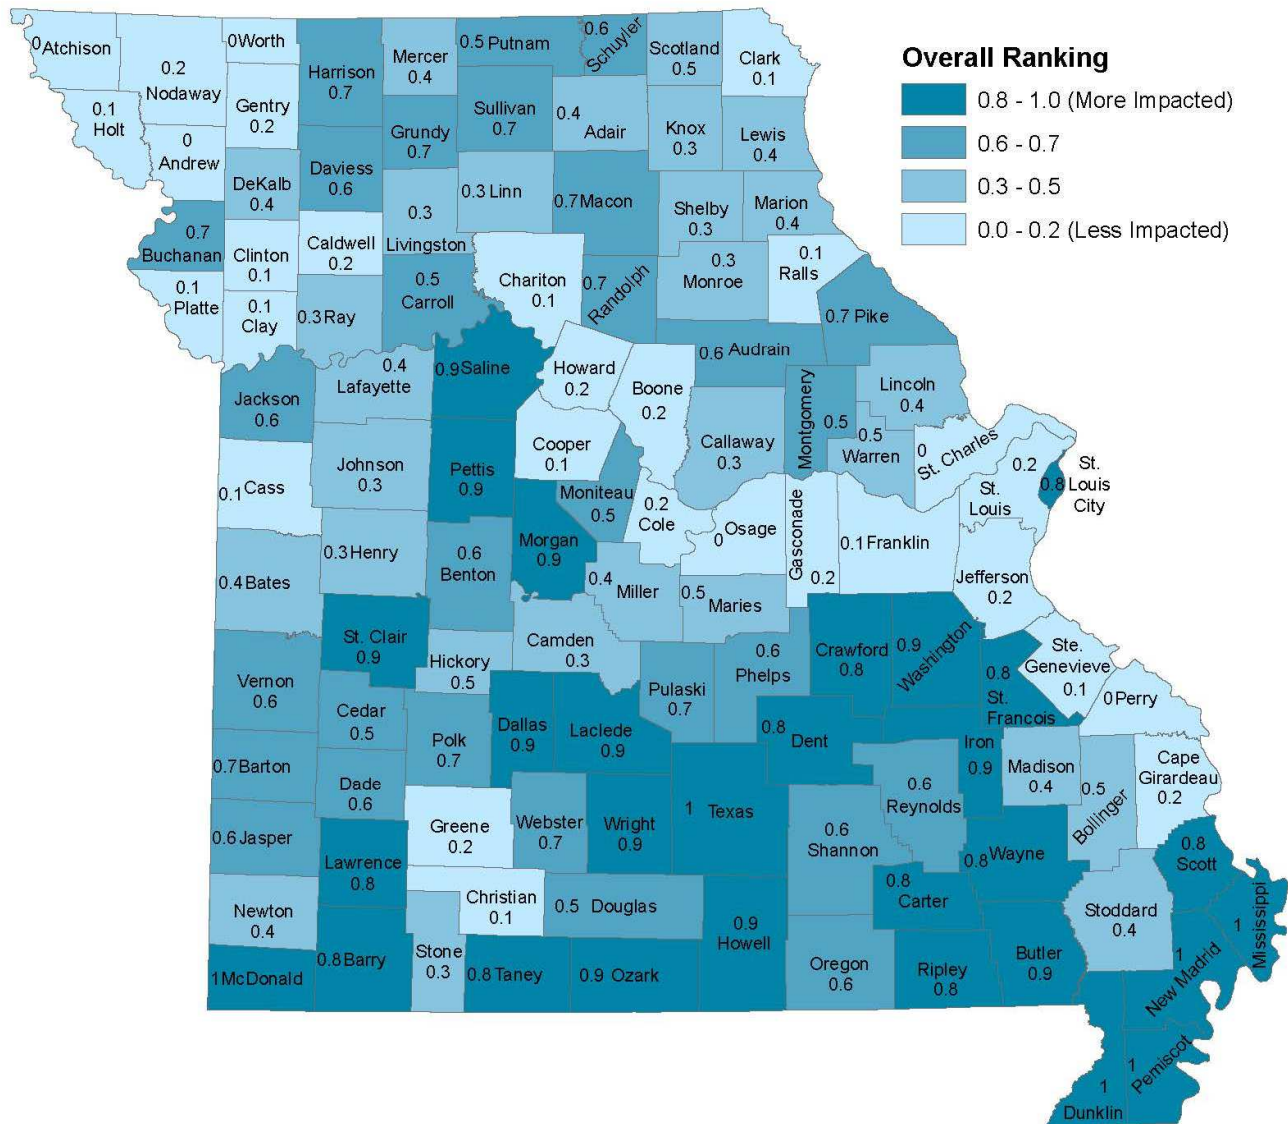 Overall Ranking
0.8 - 1.0 (More Impacted)
0.6 - 0.7
0.3 - 0.5
0.0 - 0.2 (Less Impacted)
0 Atchison
0.2
Nodaway
0 Worth
Harrison
0.7
Mercer
0.4
0.5 Putnam
0.6
Schuyler
Scotland
0.5
Clark
0.1
0.1
Holt
0
Andrew
Gentry
0.2
DeKalb
0.4
Daviess
0.6
Grundy
0.7
Sullivan
0.7
0.4
Adair
Knox
0.3
Lewis
0.4
0.3
Livingston
0.3 Linn
0.7 Macon
Shelby
0.3
Marion
0.4
0.7
Buchanan
Clinton
0.1
Caldwell
0.2
0.1
Platte
0.1
Clay
0.3 Ray
0.5
Carroll
Chariton
0.1
0.7
Randolph
0.3
Monroe
0.1
Ralls
0.7 Pike
Jackson
0.6
0.4
Lafayette
0.9 Saline
Howard
0.2
Boone
0.2
0.6 Audrain
Callaway
0.3
Montgomery
0.5
Lincoln
0.4
0.5
Warren
0
St. Charles
0.2
St.
Louis
0.8
St.
Louis
City
0.1 Cass
Johnson
0.3
Pettis
0.9
Cooper
0.1
Moniteau
0.5
0.2
Cole
0 Osage
Gasconade
0.2
0.1 Franklin
Jefferson
0.2
0.4 Bates
0.3 Henry
0.6
Benton
Morgan
0.9
0.4
Miller
0.5
Maries
St. Clair
0.9
Hickory
0.5
Camden
0.3
Pulaski
0.7
0.6
Phelps
Crawford
0.8
0.9
Washington
0.8
St.
Francois
Ste.
Genevieve
0.1
0 Perry
Vernon
0.6
Cedar
0.5
Polk
0.7
Dallas
0.9
Laclede
0.9
0.8
Dent
Iron
0.9
Madison
0.4
0.5
Bollinger
Cape
Girardeau
0.2
0.7 Barton
Dade
0.6
Greene
0.2
Webster
0.7
Wright
0.9
1 Texas
0.6
Shannon
0.6
Reynolds
0.8 Wayne
0.6 Jasper
Lawrence
0.8
Christian
0.1
0.5 Douglas
0.9
Howell
0.8
Carter
0.8
Scott
1
Mississippi
Newton
0.4
Stoddard
0.4
1 McDonald
0.8 Barry
Stone
0.3
0.8 Taney
0.9 Ozark
Oregon
0.6
Ripley
0.8
Butler
0.9
1
New Madrid
1
Pemiscot
1
Dunklin